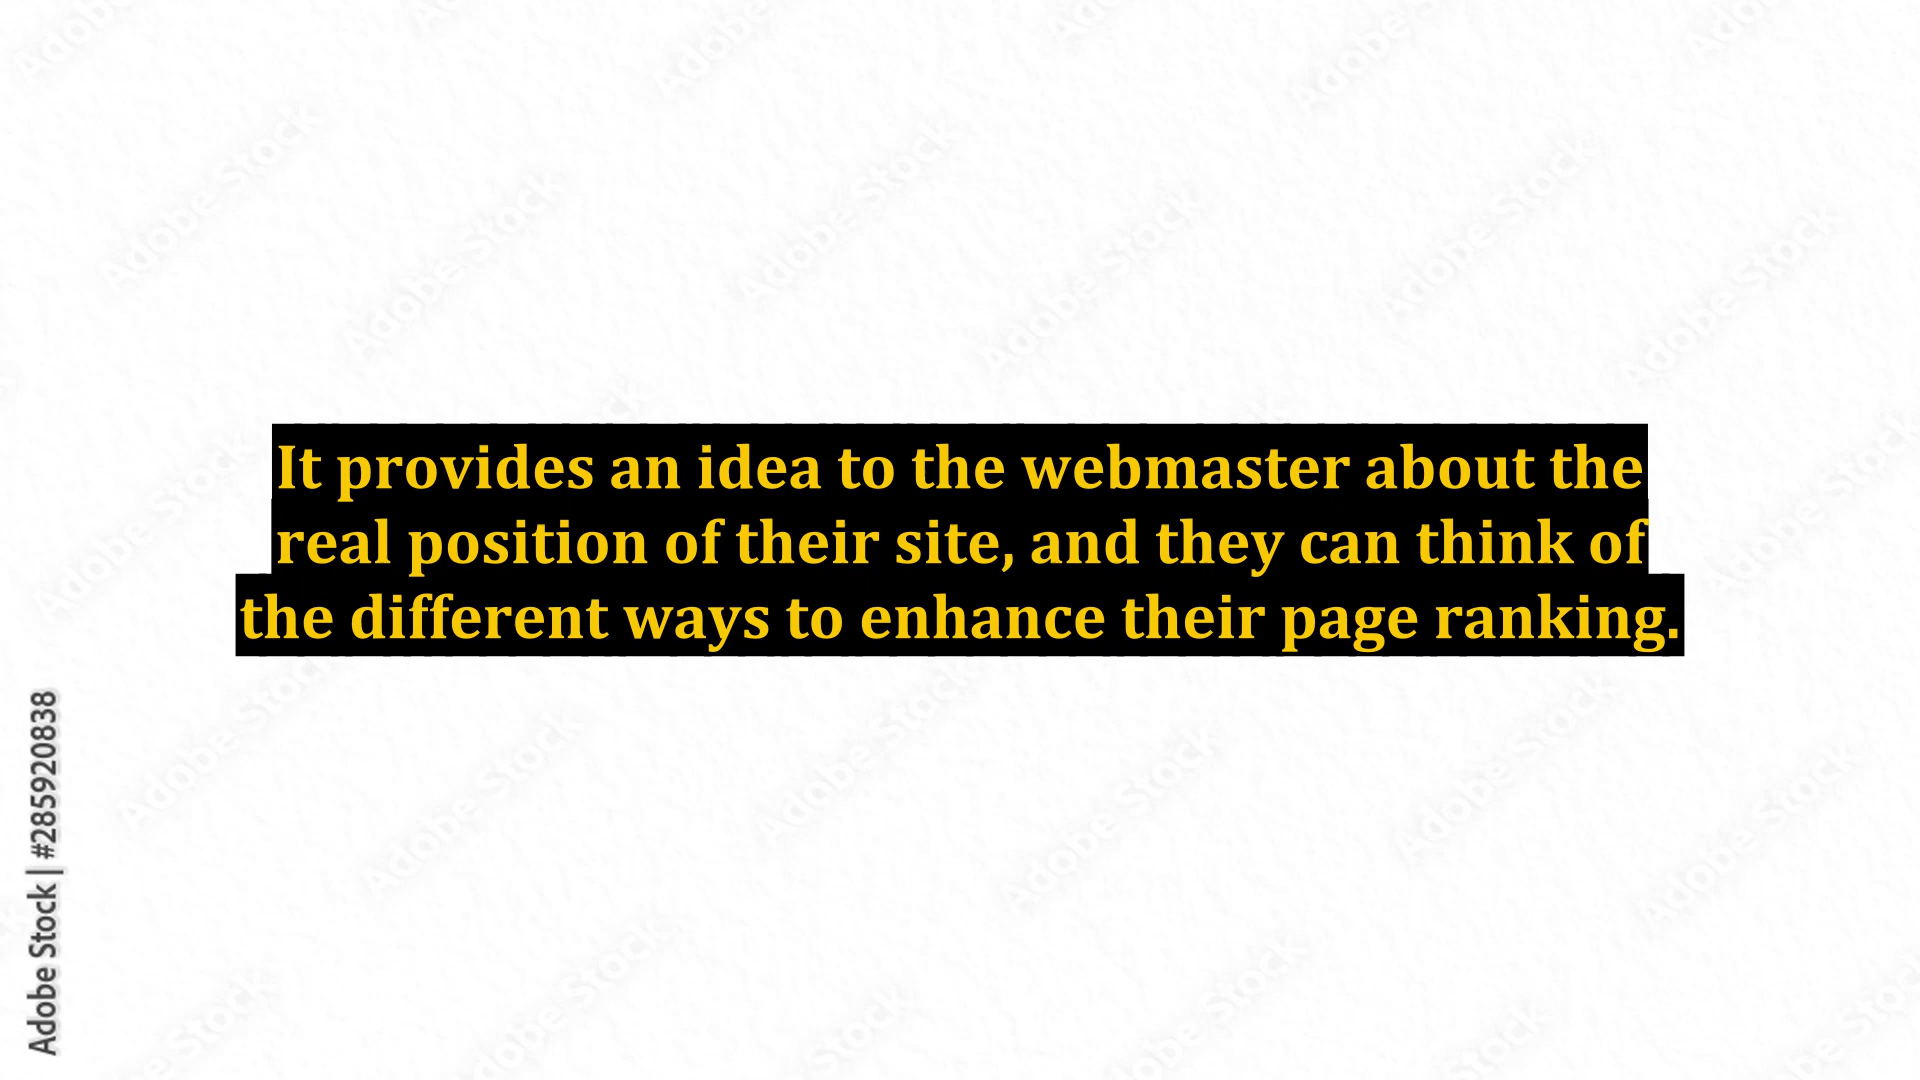 It provides an idea to the webmaster about the
real position of their site, and they can think of
the different ways to enhance their page ranking.
Adobe Stock | #285920838